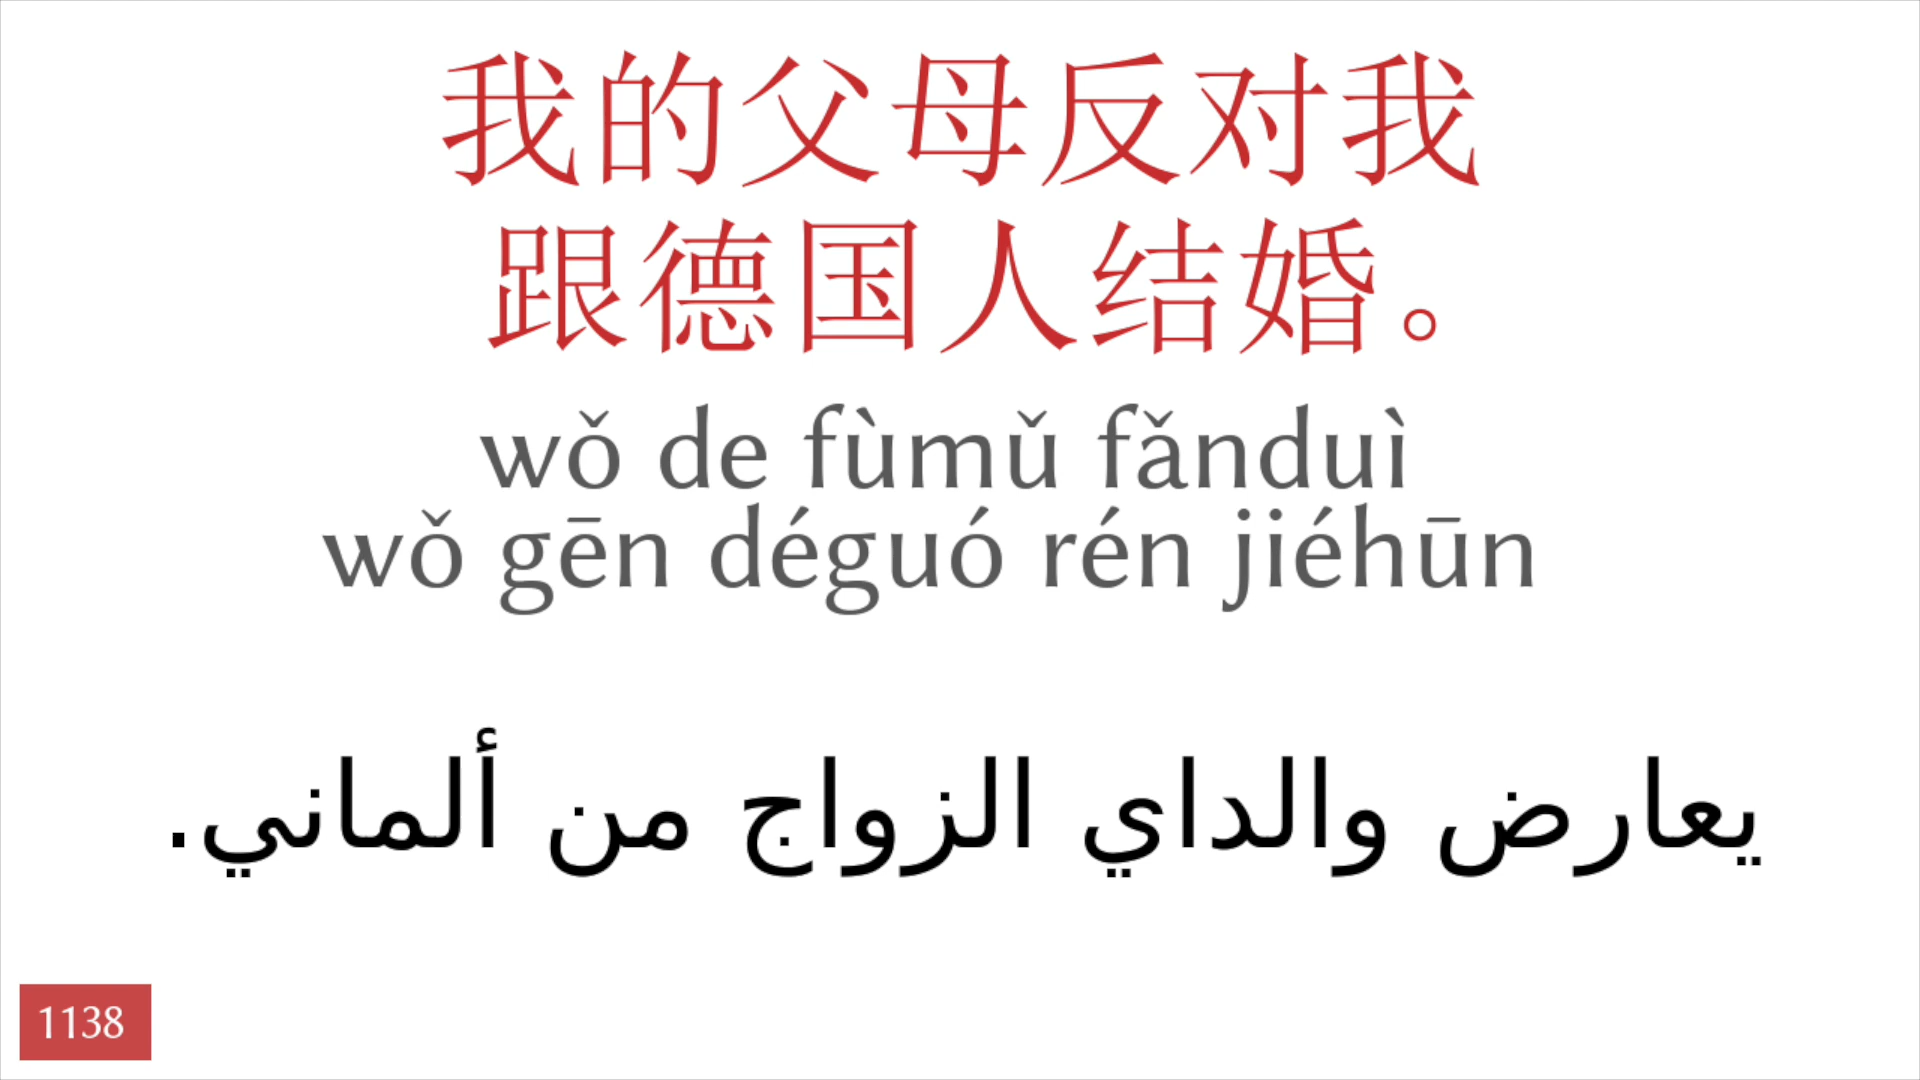 我的父母反对我
跟德国人结婚。
wǒ de fùmǔ fǎnduì
wǒ gēn déguó rén jiéhūn
يعارض والداي الزواج من ألماني.
1138